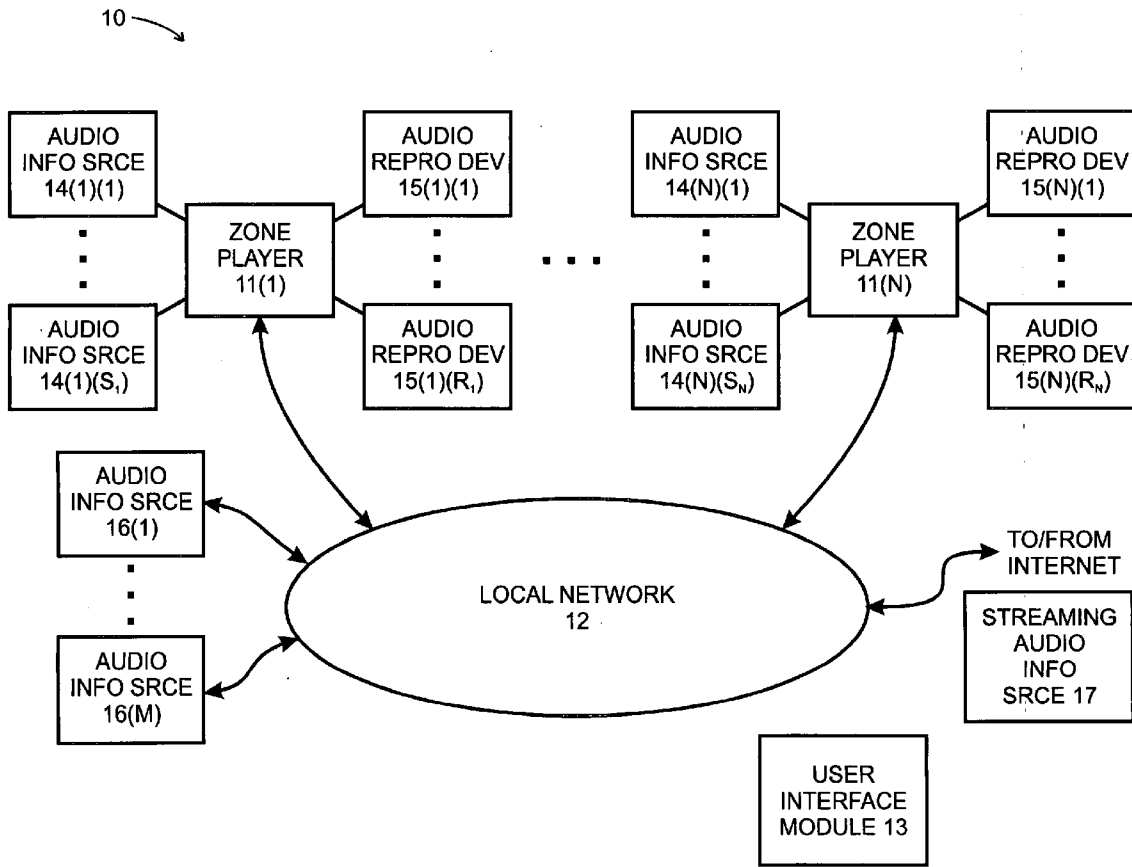 10
AUDIO
INFO SRCE
14(1)(1)
AUDIO
REPRO DEV
15(1)(1)
AUDIO
INFO SRCE
14(N)(1)
AUDIO
REPRO DEV
15(N)(1)
ZONE
PLAYER
11(1)
ZONE
PLAYER
11(N)
AUDIO
INFO SRCE
14(1)(S₁)
AUDIO
REPRO DEV
15(1)(R₁)
AUDIO
INFO SRCE
14(N)(S_N)
AUDIO
REPRO DEV
15(N)(R_N)
AUDIO
INFO SRCE
16(1)
AUDIO
INFO SRCE
16(M)
LOCAL NETWORK
12
TO/FROM
INTERNET
STREAMING
AUDIO
INFO
SRCE 17
USER
INTERFACE
MODULE 13